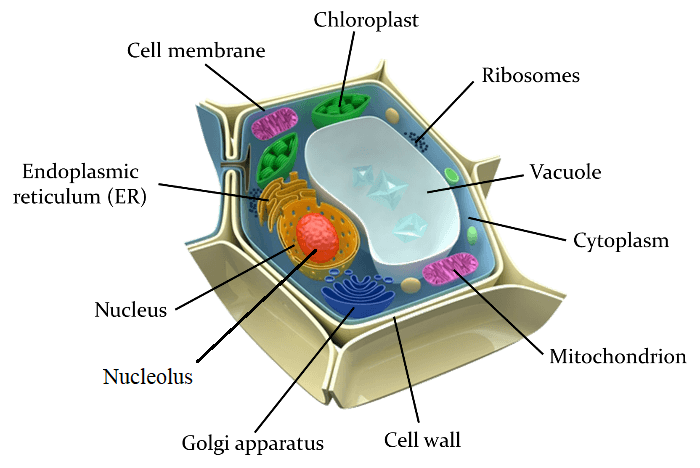 Chloroplast
Cell membrane
Ribosomes
Endoplasmic
reticulum (ER)
Vacuole
Cytoplasm
Nucleus
Mitochondrion
Nucleolus
Golgi apparatus
Cell wall